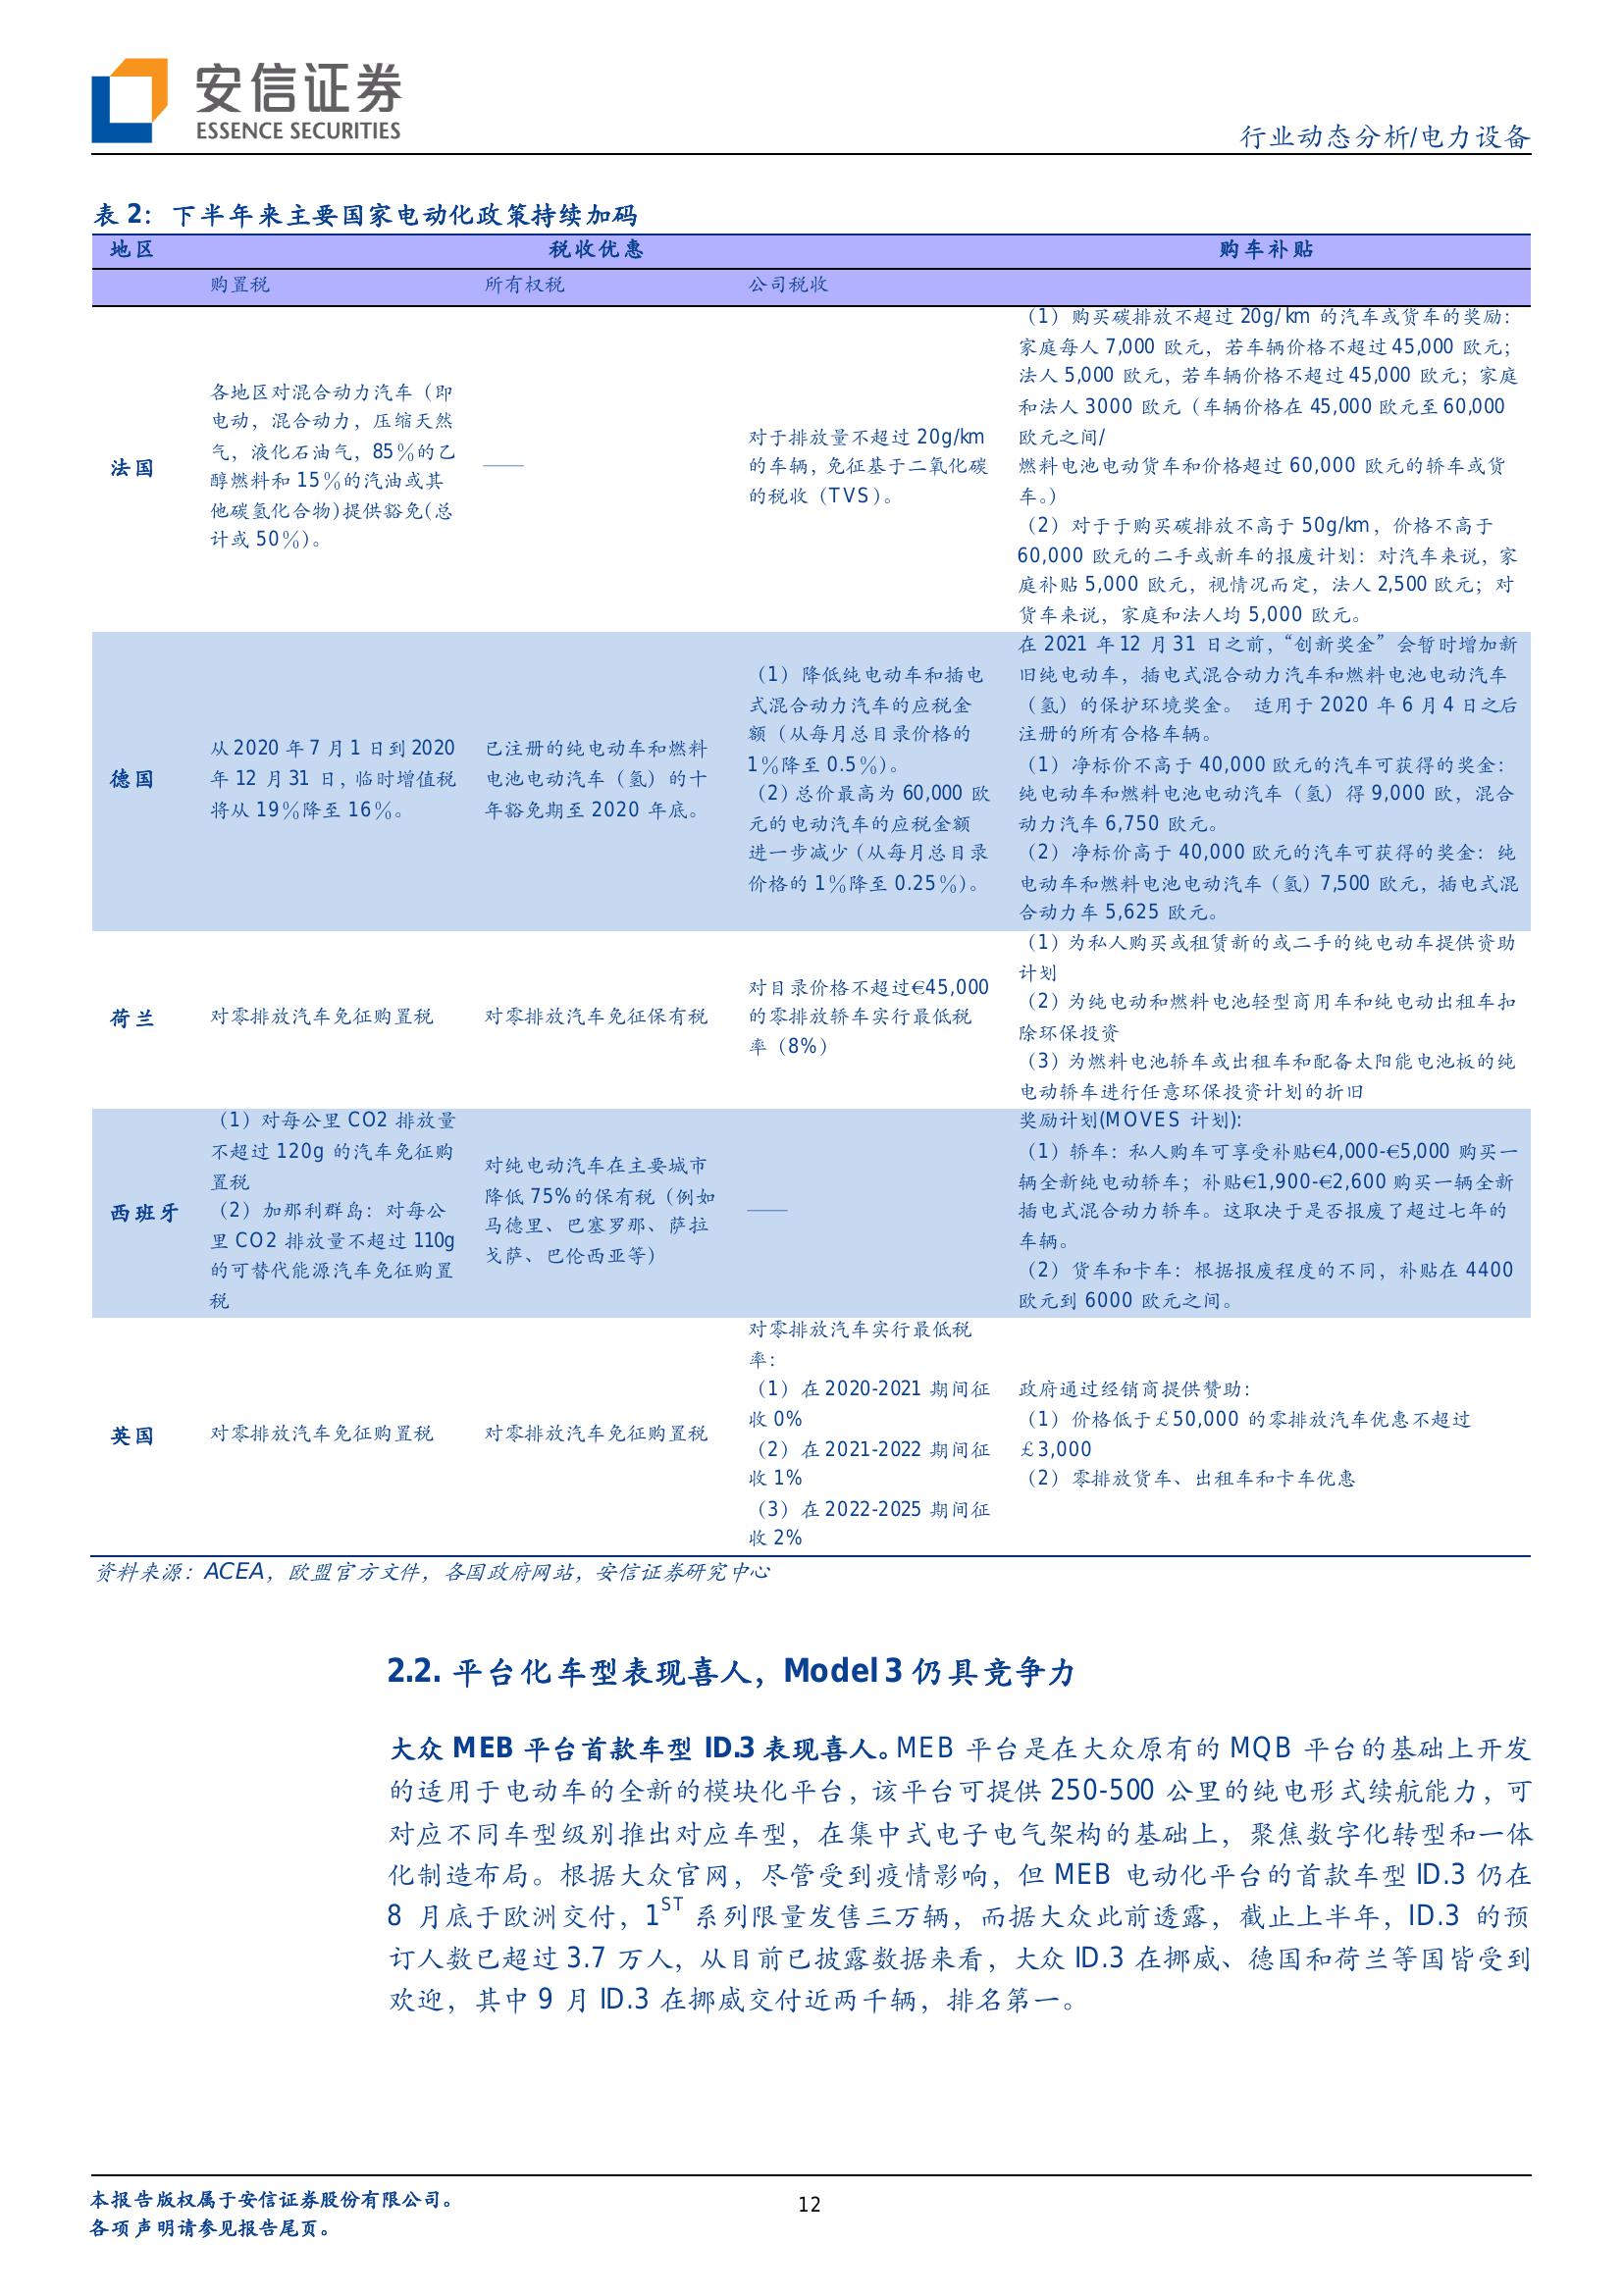 安信证券
ESSENCE SECURITIES
行业动态分析/电力设备
表 2：下半年来主要国家电动化政策持续加码
地区 税收优惠 购车补贴
购置税 所有权税 公司税收
法国
各地区对混合动力汽车（即
电动，混合动力，压缩天然
气，液化石油气，85％的乙
醇燃料和 15％的汽油或其
他碳氢化合物)提供豁免(总
计或 50％)。
——
对于排放量不超过 20g/km
的车辆，免征基于二氧化碳
的税收（TVS）。
（1）购买碳排放不超过 20g/km 的汽车或货车的奖励：
家庭每人 7,000 欧元，若车辆价格不超过 45,000 欧元；
法人 5,000 欧元，若车辆价格不超过 45,000 欧元；家庭
和法人 3000 欧元（车辆价格在 45,000 欧元至 60,000
欧元之间/
燃料电池电动货车和价格超过 60,000 欧元的轿车或货
车。）
（2）对于于购买碳排放不高于 50g/km，价格不高于
60,000 欧元的二手或新车的报废计划：对汽车来说，家
庭补贴 5,000 欧元，视情况而定，法人 2,500 欧元；对
货车来说，家庭和法人均 5,000 欧元。
德国
从 2020 年 7 月 1 日到 2020
年 12 月 31 日，临时增值税
将从 19％降至 16％。
已注册的纯电动车和燃料
电池电动汽车（氢）的十
年豁免期至 2020 年底。
（1）降低纯电动车和插电
式混合动力汽车的应税金
额（从每月总目录价格的
1％降至 0.5％）。
（2）总价最高为 60,000 欧
元的电动汽车的应税金额
进一步减少（从每月总目录
价格的 1％降至 0.25％）。
在 2021 年 12 月 31 日之前，“创新奖金”会暂时增加新
旧纯电动车，插电式混合动力汽车和燃料电池电动汽车
（氢）的保护环境奖金。 适用于 2020 年 6 月 4 日之后
注册的所有合格车辆。
（1）净标价不高于 40,000 欧元的汽车可获得的奖金：
纯电动车和燃料电池电动汽车（氢）得 9,000 欧，混合
动力汽车 6,750 欧元。
（2）净标价高于 40,000 欧元的汽车可获得的奖金：纯
电动车和燃料电池电动汽车（氢）7,500 欧元，插电式混
合动力车 5,625 欧元。
荷兰
对零排放汽车免征购置税
对零排放汽车免征保有税
对目录价格不超过€45,000
的零排放轿车实行最低税
率（8%）
（1）为私人购买或租赁新的或二手的纯电动车提供资助
计划
（2）为纯电动和燃料电池轻型商用车和纯电动出租车扣
除环保投资
（3）为燃料电池轿车或出租车和配备太阳能电池板的纯
电动轿车进行任意环保投资计划的折旧
西班牙
（1）对每公里 CO2 排放量
不超过 120g 的汽车免征购
置税
（2）加那利群岛：对每公
里 CO2 排放量不超过 110g
的可替代能源汽车免征购置
税
对纯电动汽车在主要城市
降低 75%的保有税（例如
马德里、巴塞罗那、萨拉
戈萨、巴伦西亚等）
——
奖励计划(MOVES 计划):
（1）轿车：私人购车可享受补贴€4,000-€5,000 购买一
辆全新纯电动轿车；补贴€1,900-€2,600 购买一辆全新
插电式混合动力轿车。这取决于是否报废了超过七年的
车辆。
（2）货车和卡车：根据报废程度的不同，补贴在 4400
欧元到 6000 欧元之间。
英国
对零排放汽车免征购置税
对零排放汽车免征购置税
对零排放汽车实行最低税
率：
（1）在 2020-2021 期间征
收 0%
（2）在 2021-2022 期间征
收 1%
（3）在 2022-2025 期间征
收 2%
政府通过经销商提供赞助：
（1）价格低于￡50,000 的零排放汽车优惠不超过
￡3,000
（2）零排放货车、出租车和卡车优惠
资料来源：ACEA，欧盟官方文件，各国政府网站，安信证券研究中心
2.2. 平台化车型表现喜人，Model 3 仍具竞争力
大众 MEB 平台首款车型 ID.3 表现喜人。MEB 平台是在大众原有的 MQB 平台的基础上开发
的适用于电动车的全新的模块化平台，该平台可提供 250-500 公里的纯电形式续航能力，可
对应不同车型级别推出对应车型，在集中式电子电气架构的基础上，聚焦数字化转型和一体
化制造布局。根据大众官网，尽管受到疫情影响，但 MEB 电动化平台的首款车型 ID.3 仍在
8 月底于欧洲交付，1ST 系列限量发售三万辆，而据大众此前透露，截止上半年，ID.3 的预
订人数已超过 3.7 万人，从目前已披露数据来看，大众 ID.3 在挪威、德国和荷兰等国皆受到
欢迎，其中 9 月 ID.3 在挪威交付近两千辆，排名第一。
本报告版权属于安信证券股份有限公司。
各项声明请参见报告尾页。
12